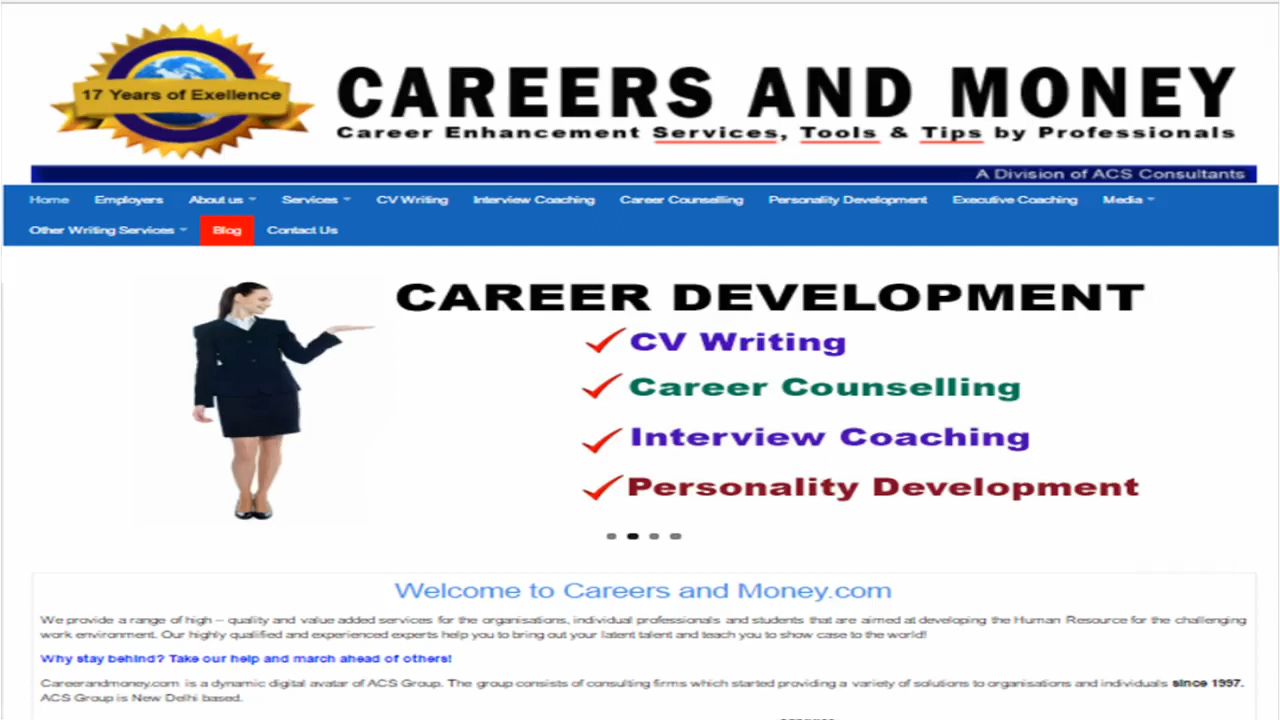 17 Years of Exellence
CAREERS AND MONEY
Career Enhancement Services, Tools & Tips by Professionals
A Division of ACS Consultants
Home Employers About us Services CV Writing Interview Coaching Career Counselling Personality Development Executive Coaching Media
Other Writing Services Blog Contact Us
CAREER DEVELOPMENT
CV Writing
Career Counselling
Interview Coaching
Personality Development
Welcome to Careers and Money.com
We provide a range of high – quality and value added services for the organisations, individual professionals and students that are aimed at developing the Human Resource for the challenging
work environment. Our highly qualified and experienced experts help you to bring out your latent talent and teach you to show case to the world!
Why stay behind? Take our help and march ahead of others!
Careerandmoney.com is a dynamic digital avatar of ACS Group. The group consists of consulting firms which started providing a variety of solutions to organisations and individuals since 1997.
ACS Group is New Delhi based.